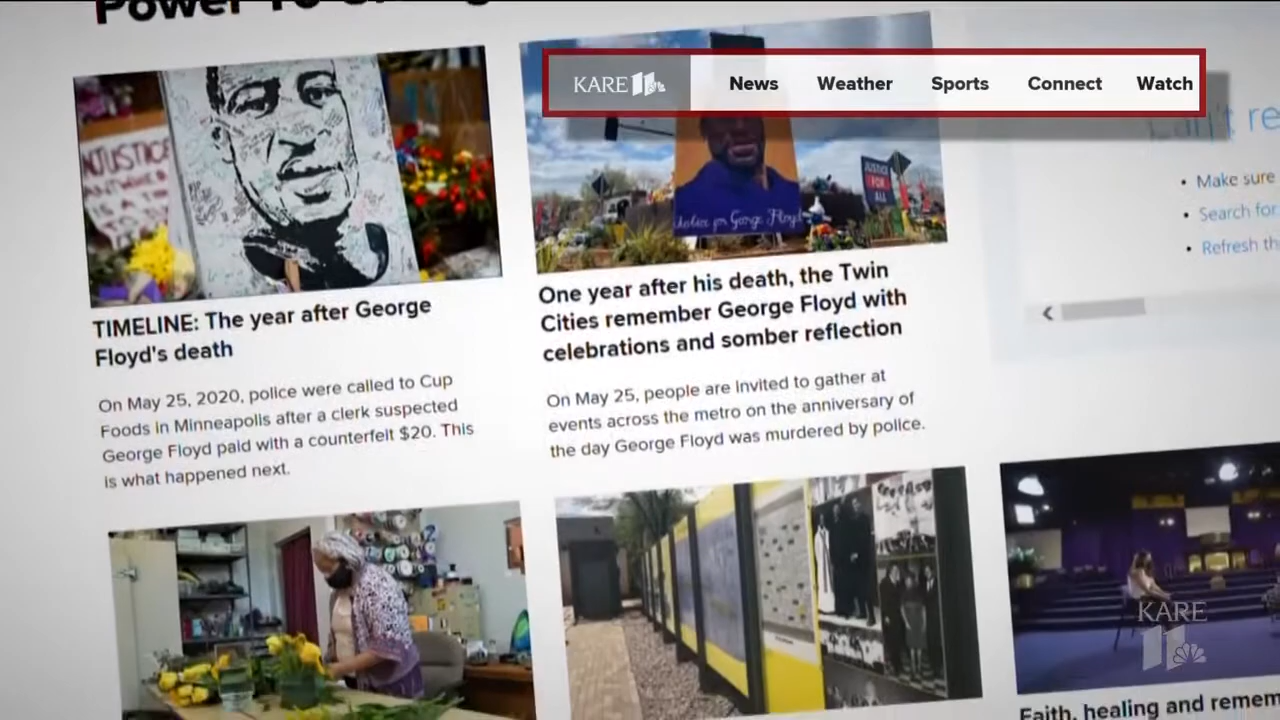 Power To
KARE 11
News
Weather
Sports
Connect
Watch
INJUSTICE
JUSTICE
FOR
ALL
Justice for George Floyd
Make sure
Search for
Refresh th
TIMELINE: The year after George
Floyd's death
On May 25, 2020, police were called to Cup
Foods in Minneapolis after a clerk suspected
George Floyd paid with a counterfeit $20. This
is what happened next.
One year after his death, the Twin
Cities remember George Floyd with
celebrations and somber reflection
On May 25, people are invited to gather at
events across the metro on the anniversary of
the day George Floyd was murdered by police.
KARE
11
Faith, healing and remem